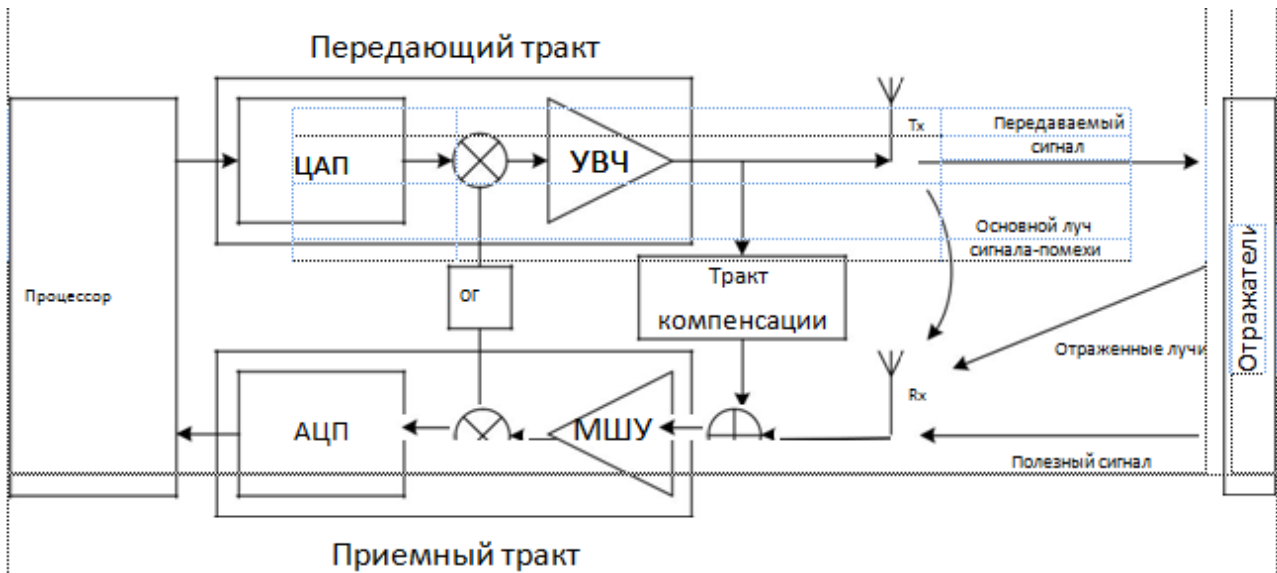 Передающий тракт
ЦАП
УВЧ
Tx
Передаваемый
сигнал
Основной луч
сигнала-помехи
Процессор
ОГ
Тракт
компенсации
Отраженные лучи
Отражатели
АЦП
МШУ
Rx
Полезный сигнал
Приемный тракт